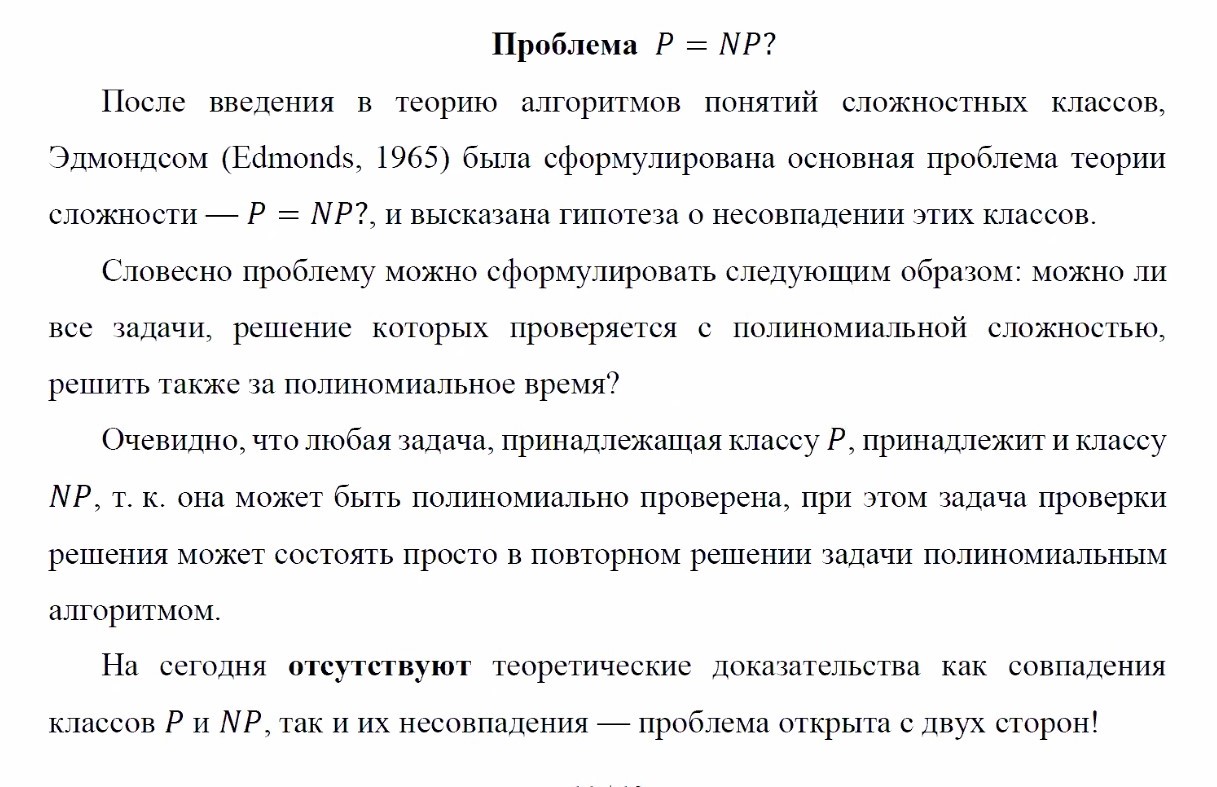 Проблема P = NP?
После введения в теорию алгоритмов понятий сложностных классов,
Эдмондсом (Edmonds, 1965) была сформулирована основная проблема теории
сложности — P = NP?, и высказана гипотеза о несовпадении этих классов.
Словесно проблему можно сформулировать следующим образом: можно ли
все задачи, решение которых проверяется с полиномиальной сложностью,
решить также за полиномиальное время?
Очевидно, что любая задача, принадлежащая классу P, принадлежит и классу
NP, т. к. она может быть полиномиально проверена, при этом задача проверки
решения может состоять просто в повторном решении задачи полиномиальным
алгоритмом.
На сегодня отсутствуют теоретические доказательства как совпадения
классов P и NP, так и их несовпадения — проблема открыта с двух сторон!